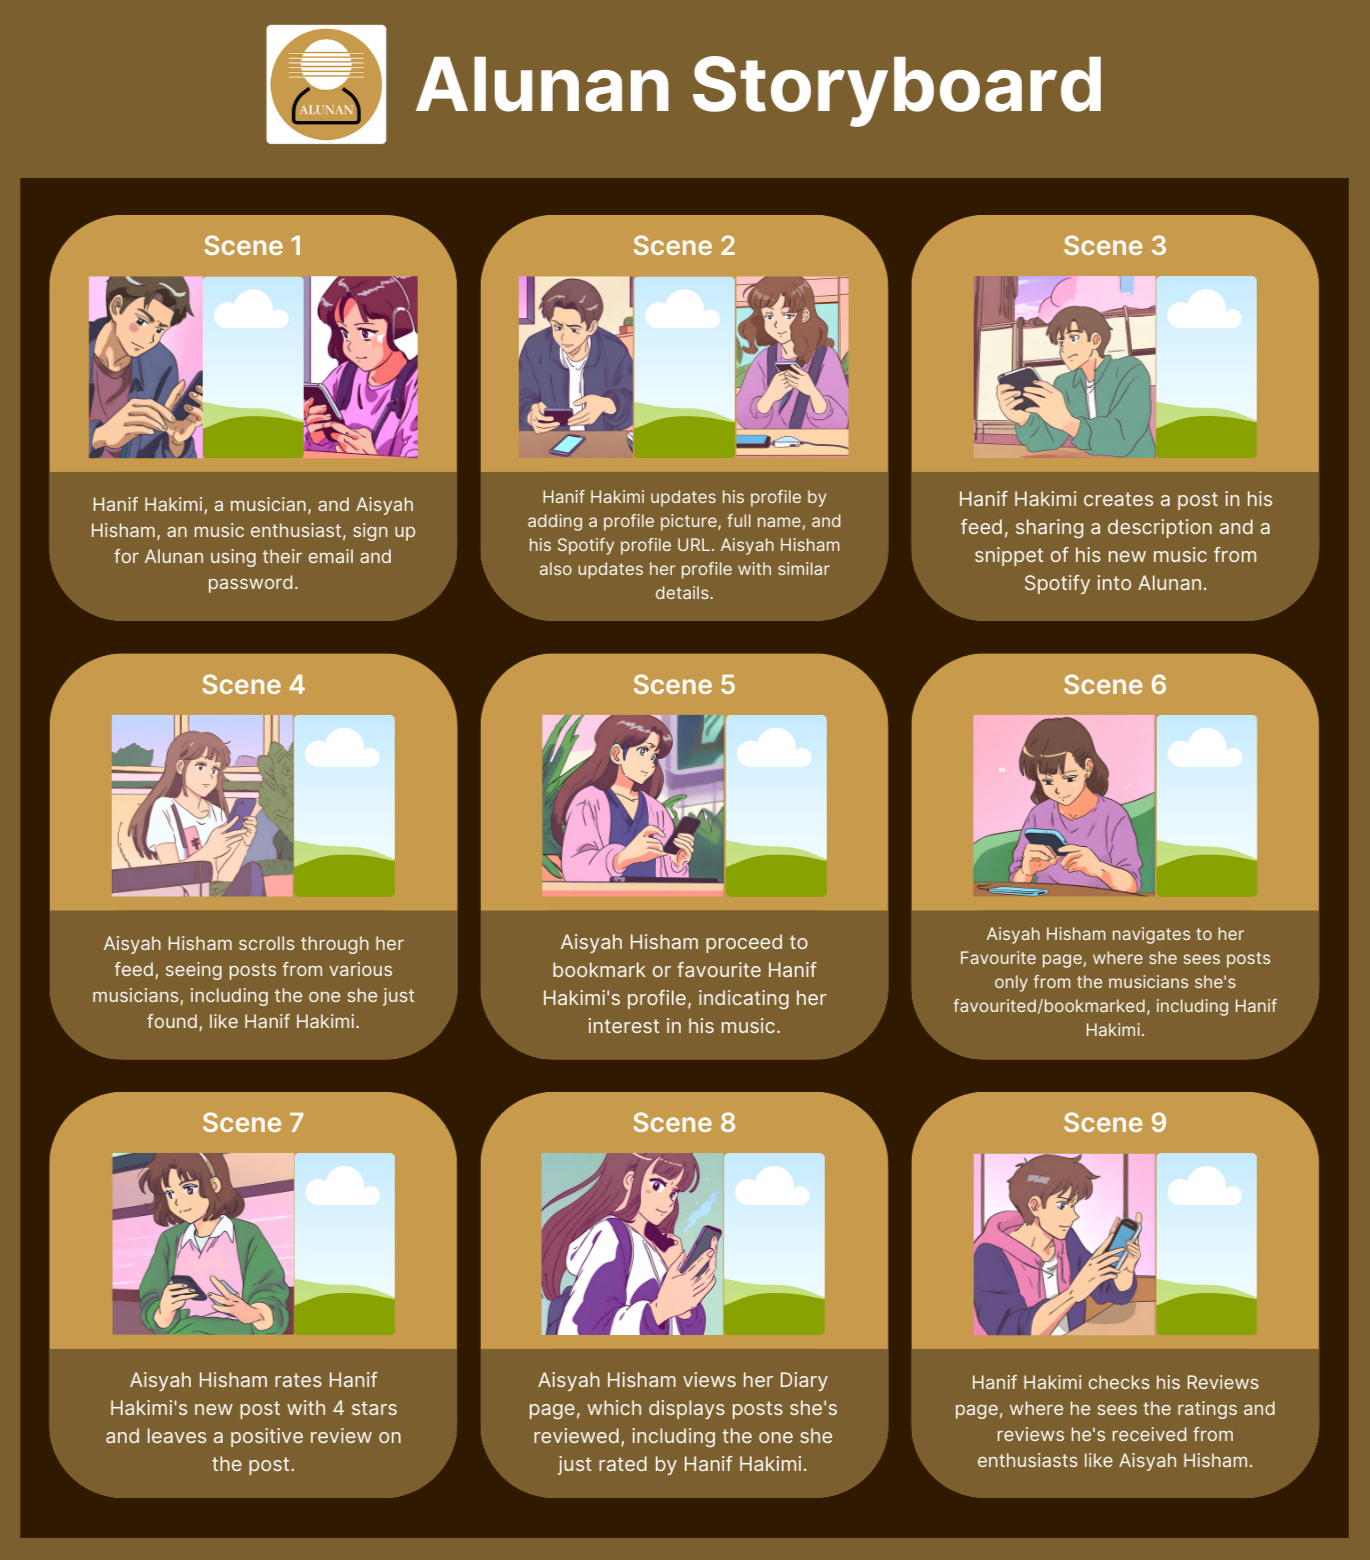 ALUNAN
Alunan Storyboard
Scene 1
Hanif Hakimi, a musician, and Aisyah
Hisham, an music enthusiast, sign up
for Alunan using their email and
password.
Scene 2
Hanif Hakimi updates his profile by
adding a profile picture, full name, and
his Spotify profile URL. Aisyah Hisham
also updates her profile with similar
details.
Scene 3
Hanif Hakimi creates a post in his
feed, sharing a description and a
snippet of his new music from
Spotify into Alunan.
Scene 4
Aisyah Hisham scrolls through her
feed, seeing posts from various
musicians, including the one she just
found, like Hanif Hakimi.
Scene 5
Aisyah Hisham proceed to
bookmark or favourite Hanif
Hakimi's profile, indicating her
interest in his music.
Scene 6
Aisyah Hisham navigates to her
Favourite page, where she sees posts
only from the musicians she's
favourited/bookmarked, including Hanif
Hakimi.
Scene 7
Aisyah Hisham rates Hanif
Hakimi's new post with 4 stars
and leaves a positive review on
the post.
Scene 8
Aisyah Hisham views her Diary
page, which displays posts she's
reviewed, including the one she
just rated by Hanif Hakimi.
Scene 9
Hanif Hakimi checks his Reviews
page, where he sees the ratings and
reviews he's received from
enthusiasts like Aisyah Hisham.